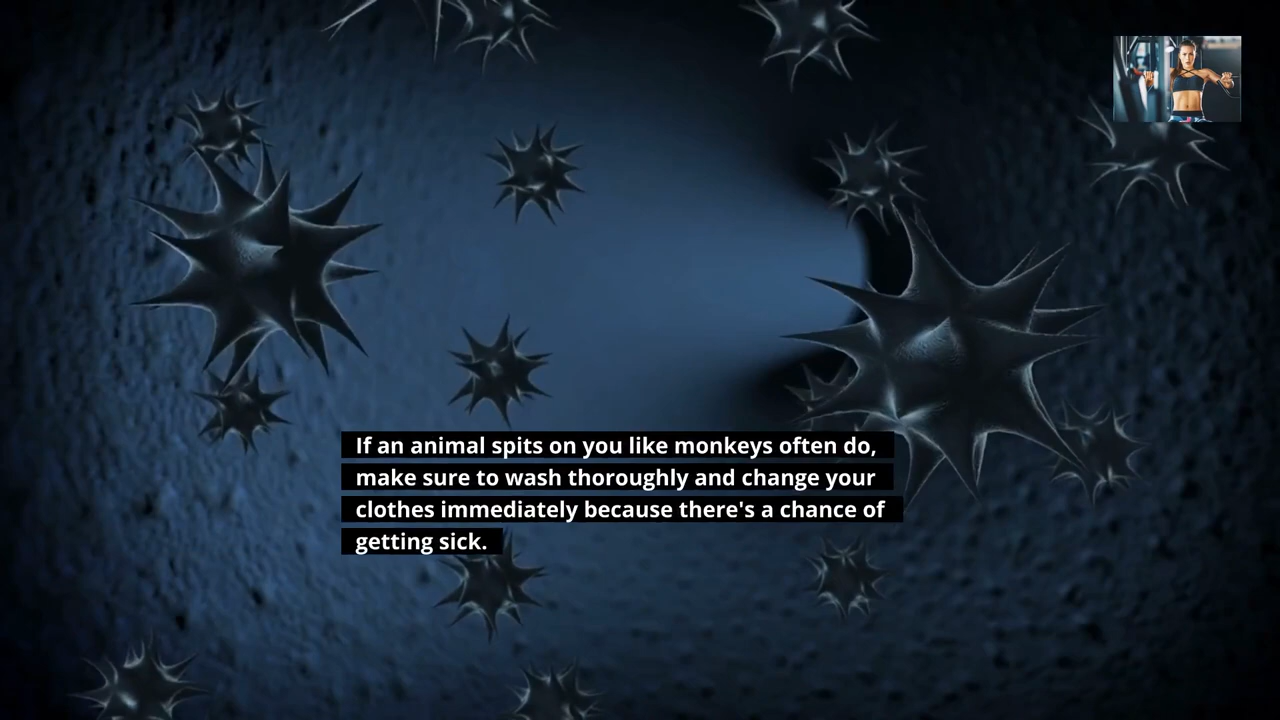 If an animal spits on you like monkeys often do,
make sure to wash thoroughly and change your
clothes immediately because there's a chance of
getting sick.